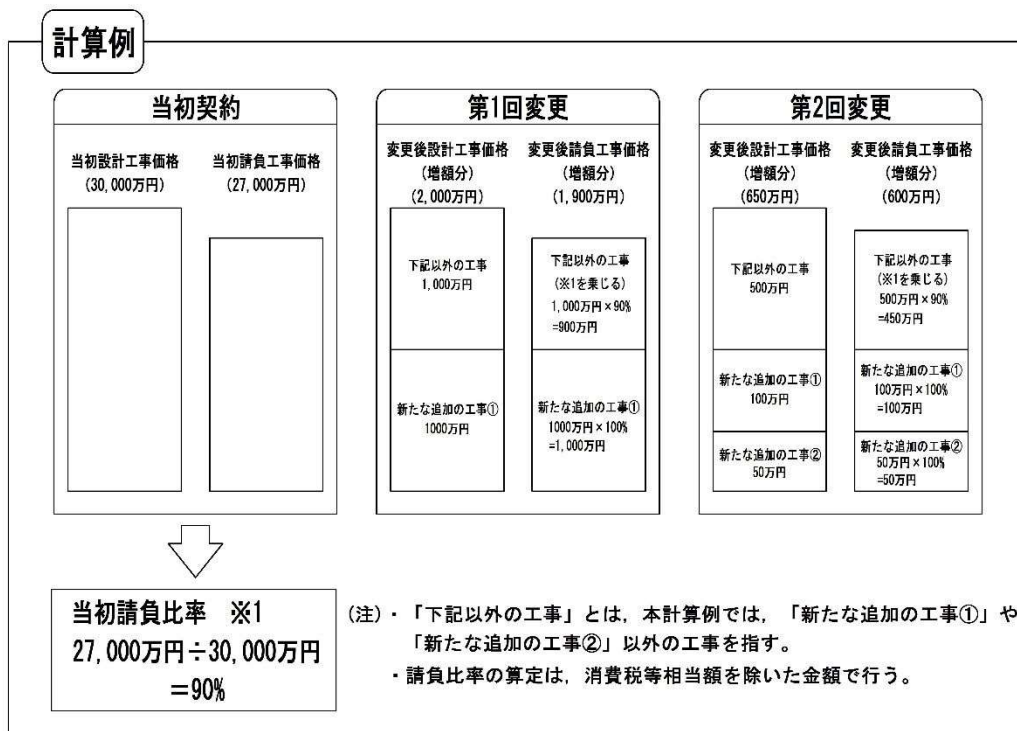 計算例
当初契約
当初設計工事価格
(30,000万円)
当初請負工事価格
(27,000万円)
第1回変更
変更後設計工事価格
(増額分)
(2,000万円)
変更後請負工事価格
(増額分)
(1,900万円)
下記以外の工事
1,000万円
下記以外の工事
(※1を乗じる)
1,000万円×90%
=900万円
新たな追加の工事①
1000万円
新たな追加の工事①
1000万円×100%
=1,000万円
第2回変更
変更後設計工事価格
(増額分)
(650万円)
変更後請負工事価格
(増額分)
(600万円)
下記以外の工事
500万円
下記以外の工事
(※1を乗じる)
500万円×90%
=450万円
新たな追加の工事①
100万円
新たな追加の工事①
100万円×100%
=100万円
新たな追加の工事②
50万円
新たな追加の工事②
50万円×100%
=50万円
当初請負比率 ※1
27,000万円÷30,000万円
=90%
(注)・「下記以外の工事」とは,本計算例では,「新たな追加の工事①」や
「新たな追加の工事②」以外の工事を指す。
・請負比率の算定は,消費税等相当額を除いた金額で行う。